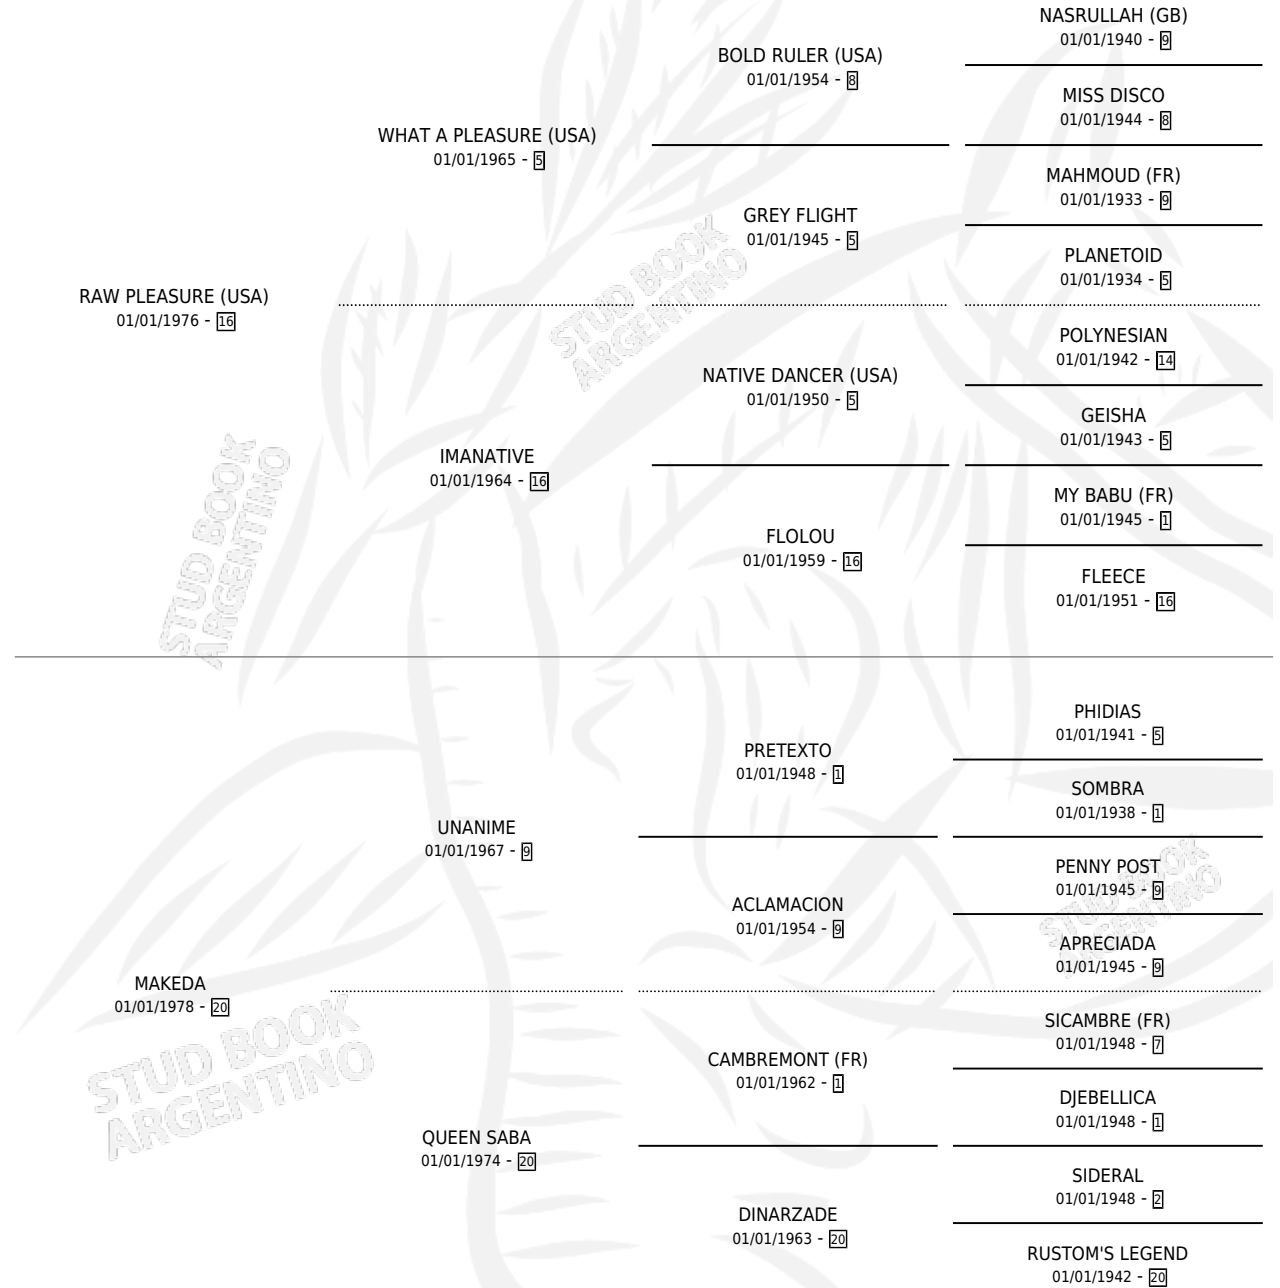 NASRULLAH (GB)
01/01/1940 - 9
BOLD RULER (USA)
01/01/1954 - 8
MISS DISCO
01/01/1944 - 8
WHAT A PLEASURE (USA)
01/01/1965 - 5
MAHMOUD (FR)
01/01/1933 - 9
GREY FLIGHT
01/01/1945 - 5
PLANETOID
01/01/1934 - 5
RAW PLEASURE (USA)
01/01/1976 - 16
POLYNESIAN
01/01/1942 - 14
NATIVE DANCER (USA)
01/01/1950 - 5
GEISHA
01/01/1943 - 5
IMANATIVE
01/01/1964 - 16
MY BABU (FR)
01/01/1945 - 1
FLOLOU
01/01/1959 - 16
FLEECE
01/01/1951 - 16
PHIDIAS
01/01/1941 - 5
PRETEXTO
01/01/1948 - 1
SOMBRA
01/01/1938 - 1
UNANIME
01/01/1967 - 9
PENNY POST
01/01/1945 - 9
ACLAMACION
01/01/1954 - 9
APRECIADA
01/01/1945 - 9
MAKEDA
01/01/1978 - 20
SICAMBRE (FR)
01/01/1948 - 7
CAMBREMONT (FR)
01/01/1962 - 1
DJEBELLICA
01/01/1948 - 1
QUEEN SABA
01/01/1974 - 20
SIDERAL
01/01/1948 - 2
DINARZADE
01/01/1963 - 20
RUSTOM'S LEGEND
01/01/1942 - 20
STUD BOOK
ARGENTINO
STUD BOOK
ARGENTINO
STUD BOOK
ARGENTINO
STUD BOOK
ARGENTINO